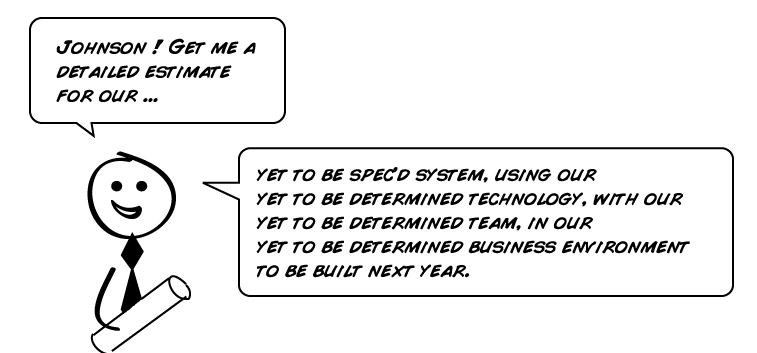 Johnson ! Get me a
detailed estimate
for our ...
yet to be spec'd system, using our
yet to be determined technology, with our
yet to be determined team, in our
yet to be determined business environment
to be built next year.